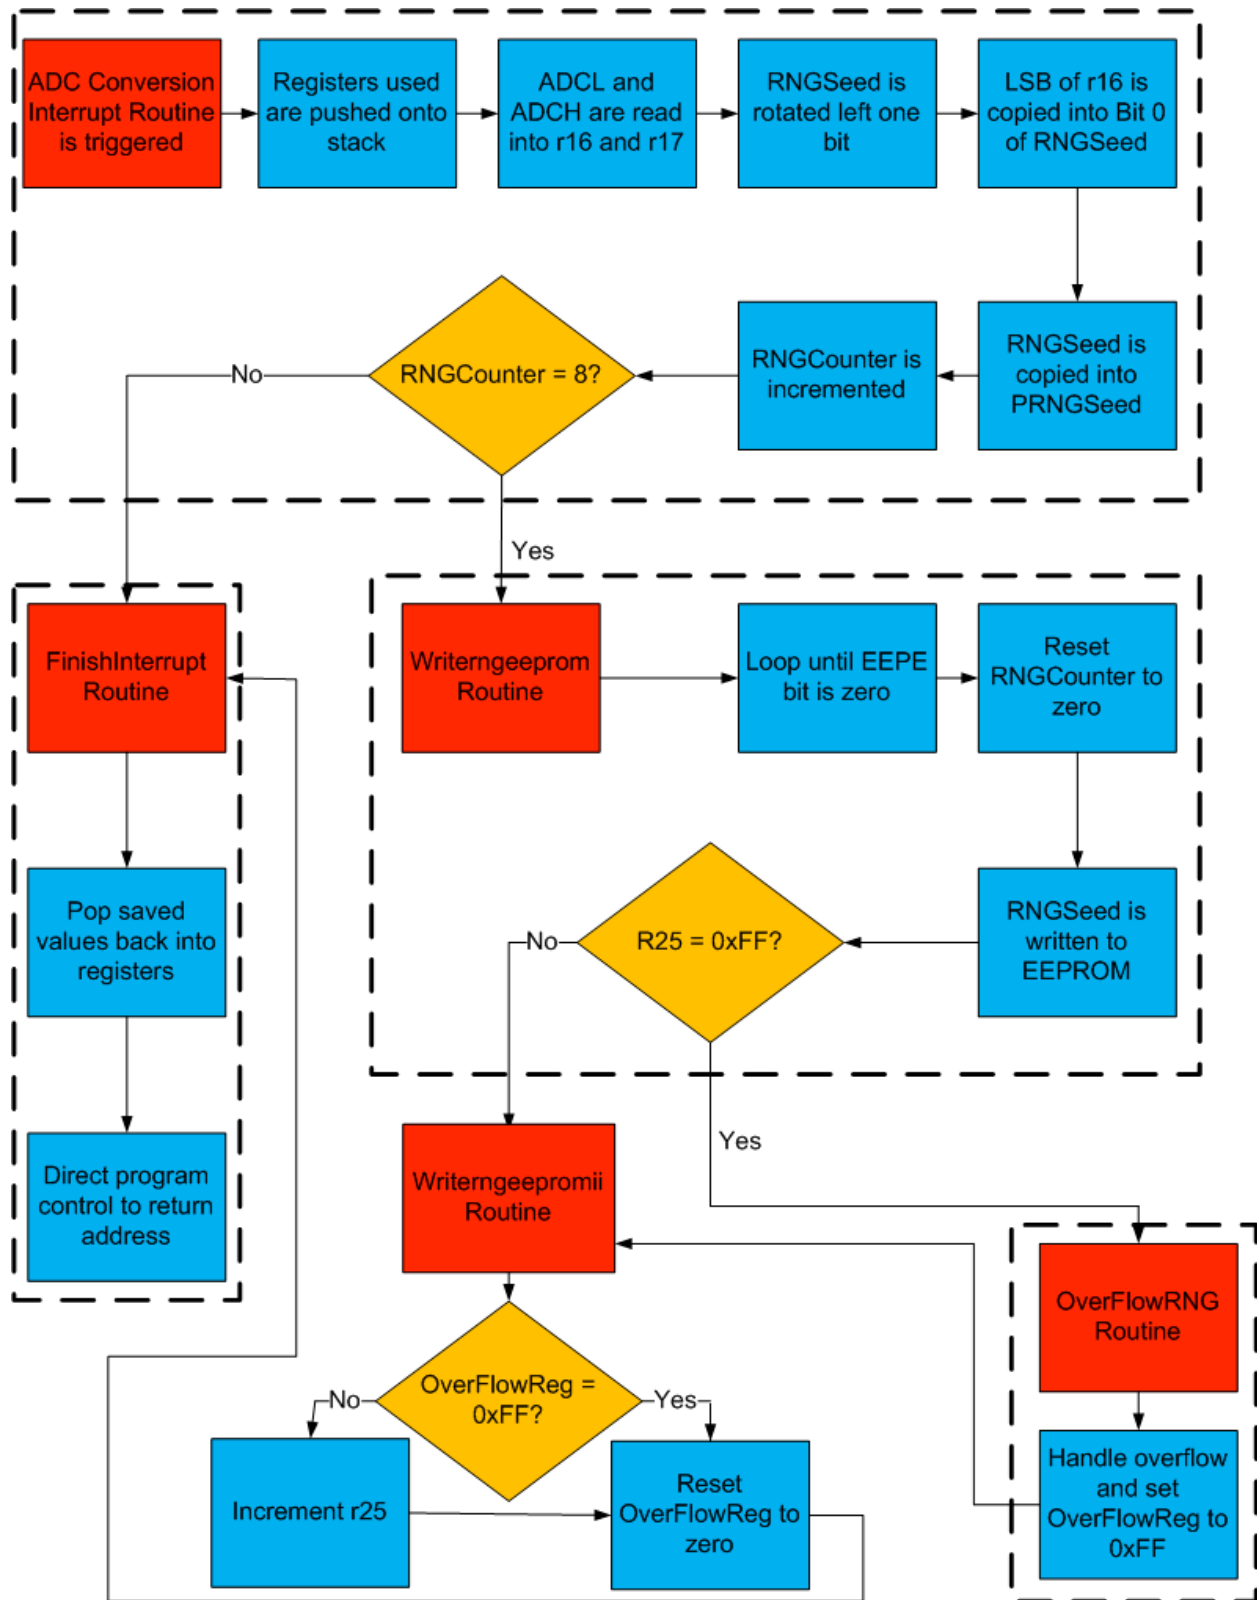 ADC Conversion
Interrupt Routine
is triggered
Registers used
are pushed onto
stack
ADCL and
ADCH are read
into r16 and r17
RNGSeed is
rotated left one
bit
LSB of r16 is
copied into Bit 0
of RNGSeed
RNGSeed is
copied into
PRNGSeed
RNGCounter is
incremented
RNGCounter = 8?
No
Yes
FinishInterrupt
Routine
Pop saved
values back into
registers
Direct program
control to return
address
Writerngeeprom
Routine
Loop until EEPE
bit is zero
Reset
RNGCounter to
zero
RNGSeed is
written to
EEPROM
R25 = 0xFF?
No
Yes
Writerngeepromii
Routine
OverFlowRNG
Routine
Handle overflow
and set
OverFlowReg to
0xFF
OverFlowReg =
0xFF?
No
Yes
Increment r25
Reset
OverFlowReg to
zero